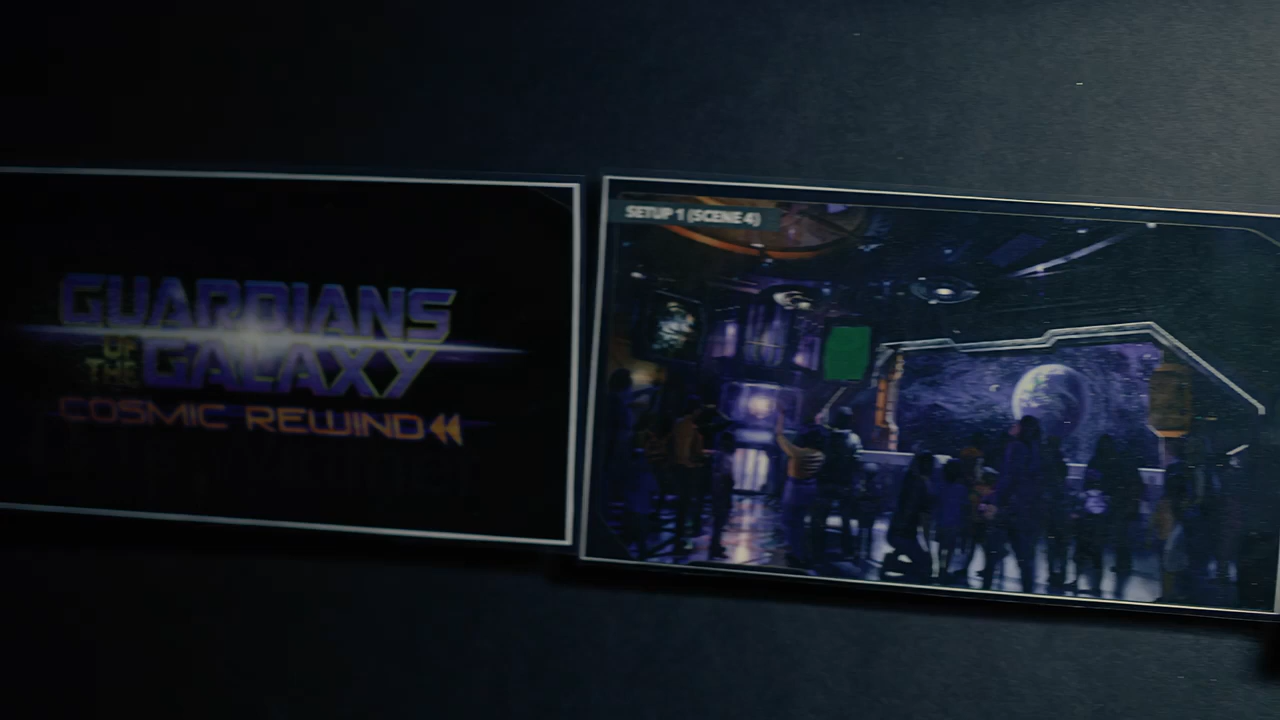 GUARDIANS
OF THE GALAXY
COSMIC REWIND
SETUP 1 (SCENE 4)